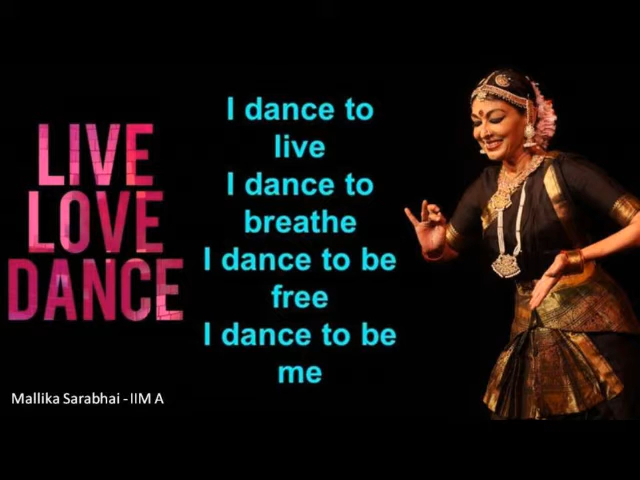 LIVE
LOVE
DANCE
I dance to
live
I dance to
breathe
I dance to be
free
I dance to be
me
Mallika Sarabhai - IIM A